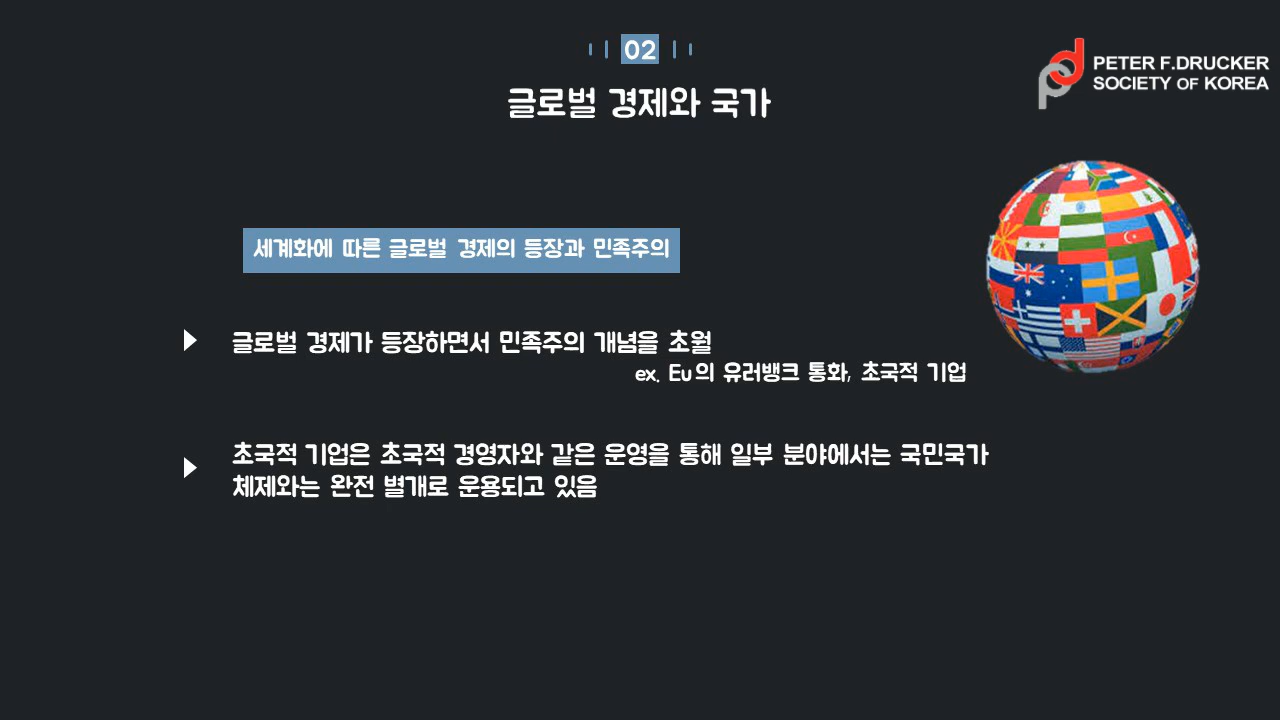 02
글로벌 경제와 국가
PETER F.DRUCKER
SOCIETY OF KOREA
세계화에 따른 글로벌 경제의 등장과 민족주의
글로벌 경제가 등장하면서 민족주의 개념을 초월
ex. Eu의 유러뱅크 통화, 초국적 기업
초국적 기업은 초국적 경영자와 같은 운영을 통해 일부 분야에서는 국민국가
체제와는 완전 별개로 운용되고 있음